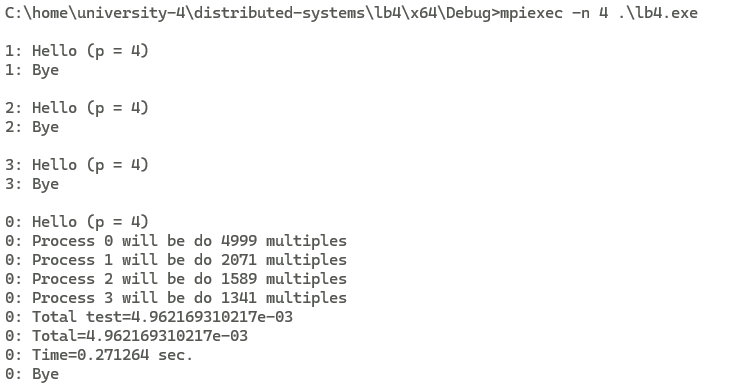 C:\home\university-4\distributed-systems\lb4\x64\Debug>mpiexec -n 4 .\lb4.exe
1: Hello (p = 4)
1: Bye
2: Hello (p = 4)
2: Bye
3: Hello (p = 4)
3: Bye
0: Hello (p = 4)
0: Process 0 will be do 4999 multiples
0: Process 1 will be do 2071 multiples
0: Process 2 will be do 1589 multiples
0: Process 3 will be do 1341 multiples
0: Total test=4.962169310217e-03
0: Total=4.962169310217e-03
0: Time=0.271264 sec.
0: Bye